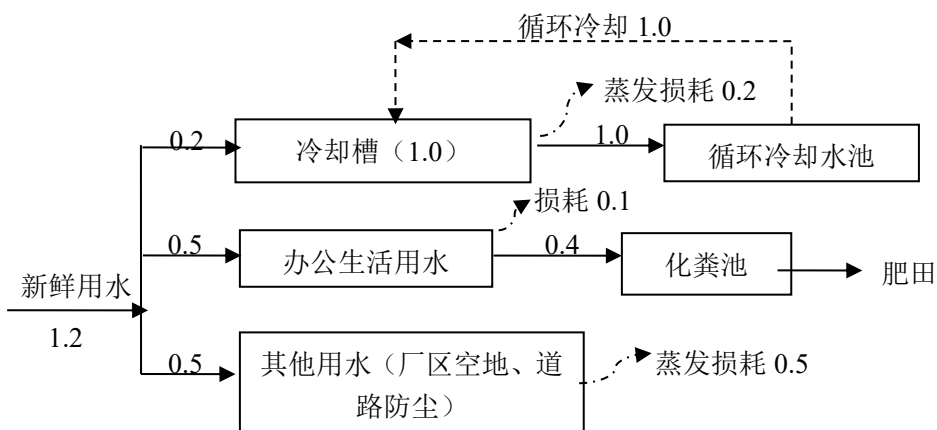 循环冷却 1.0
蒸发损耗 0.2
0.2
冷却槽（1.0）
1.0
循环冷却水池
损耗 0.1
0.5
办公生活用水
0.4
化粪池
肥田
新鲜用水
1.2
0.5
其他用水（厂区空地、道
路防尘）
蒸发损耗 0.5